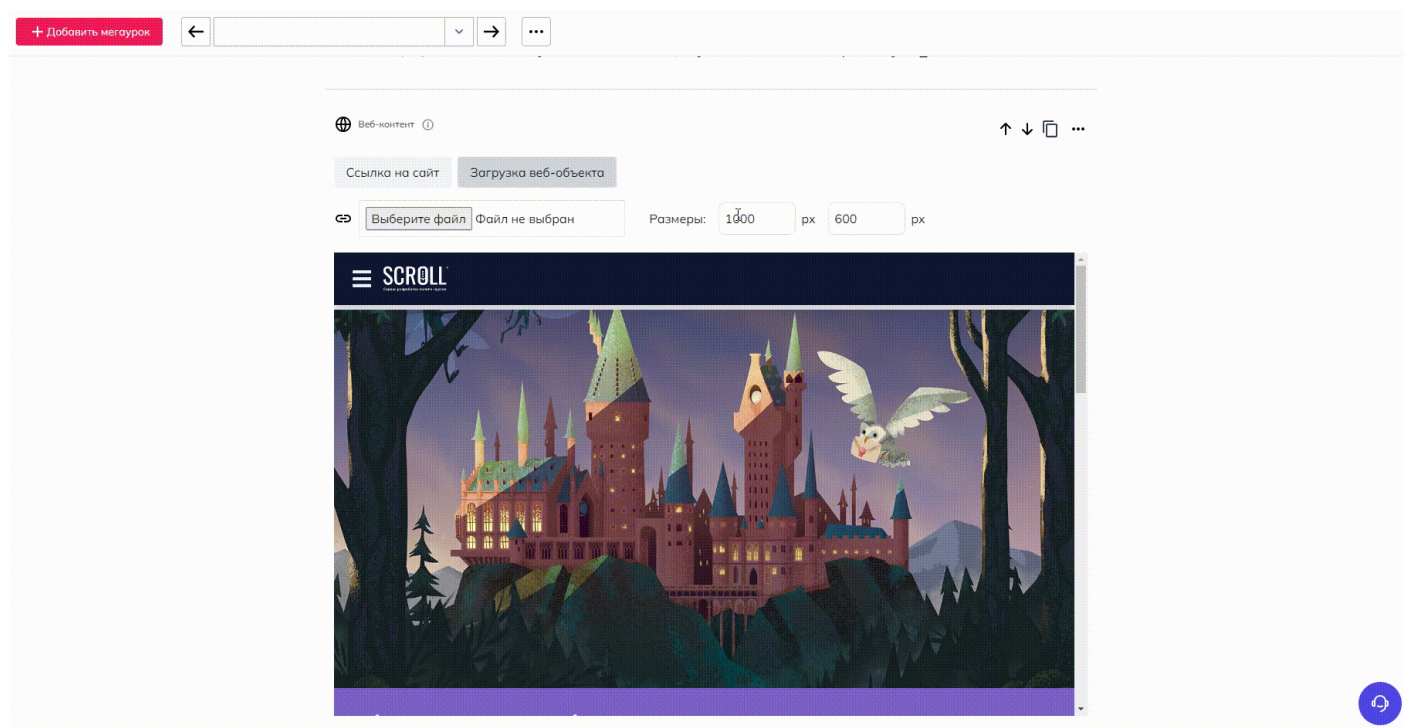 + Добавить мегаурок
Веб-контент
Ссылка на сайт Загрузка веб-объекта
Выберите файл Файл не выбран Размеры: 1000 px 600 px
SCROLL